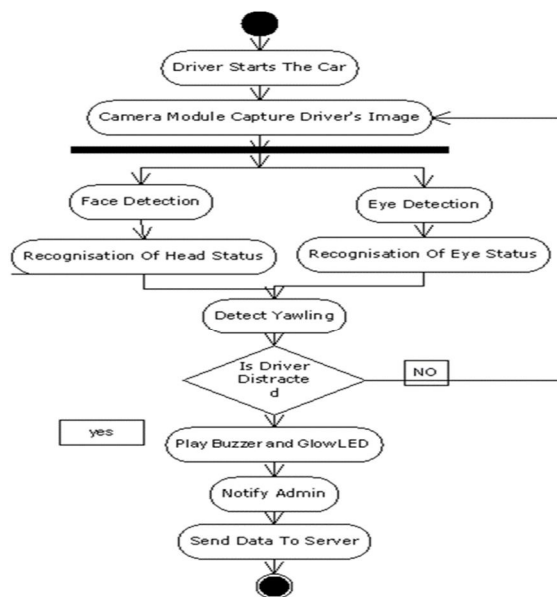 Driver Starts The Car
Camera Module Capture Driver's Image
Face Detection
Eye Detection
Recognisation Of Head Status
Recognisation Of Eye Status
Detect Yawling
Is Driver
Distracte
d
NO
yes
Play Buzzer and GlowLED
Notify Admin
Send Data To Server